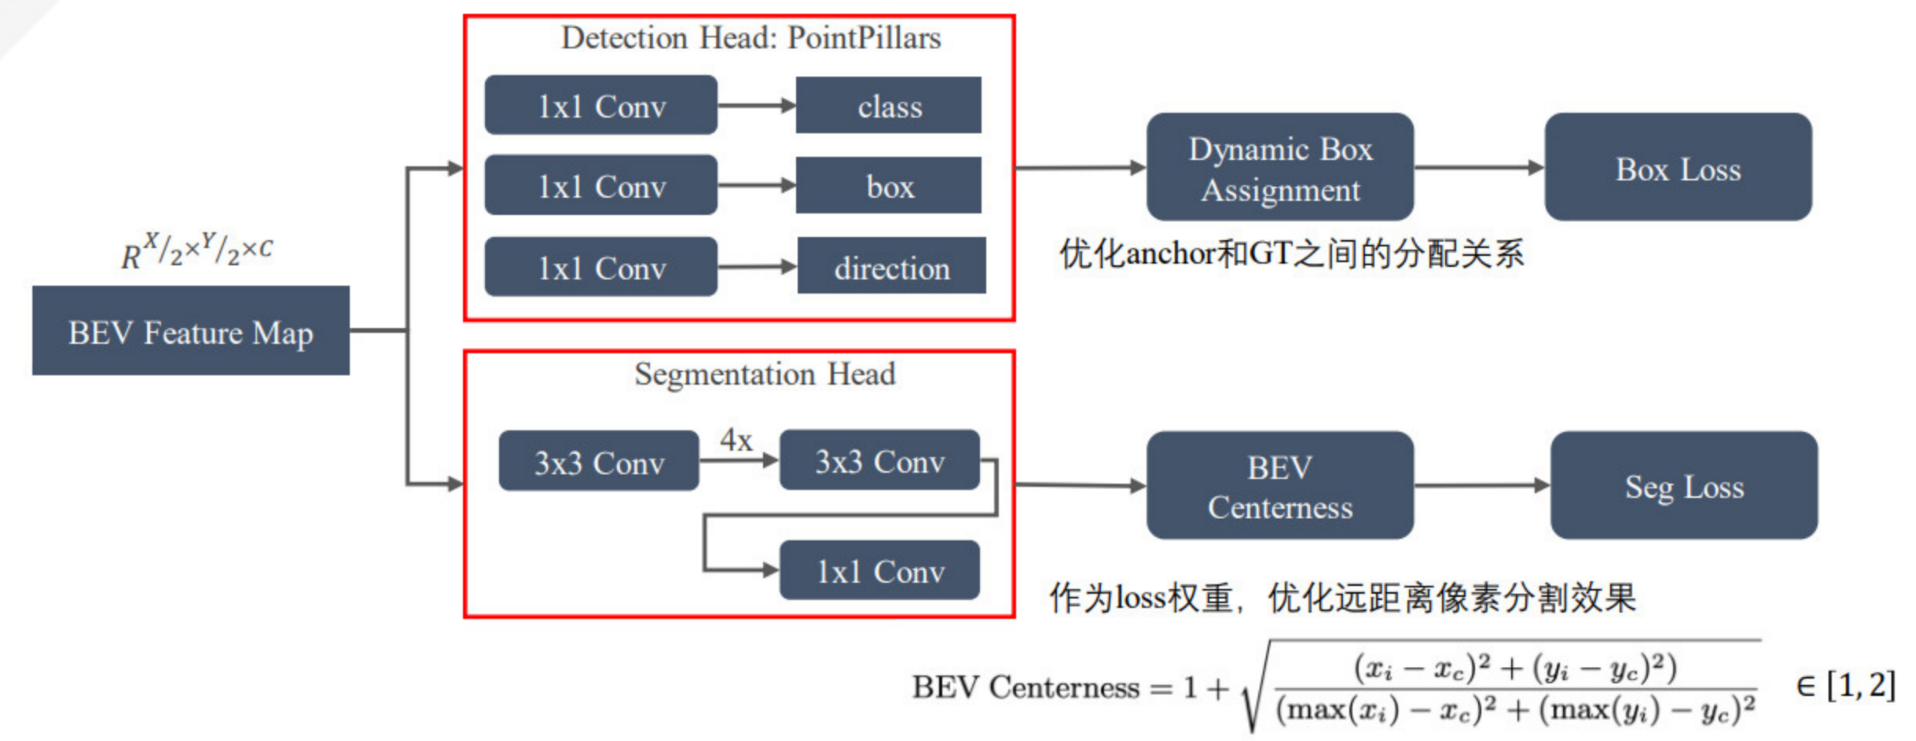 Detection Head: PointPillars
1x1 Conv
class
1x1 Conv
box
1x1 Conv
direction
Dynamic Box
Assignment
Box Loss
优化anchor和GT之间的分配关系
R^{X/2×Y/2×C}
BEV Feature Map
Segmentation Head
3x3 Conv
4x
3x3 Conv
1x1 Conv
BEV
Centerness
Seg Loss
作为loss权重，优化远距离像素分割效果
BEV Centerness = 1 + \sqrt{\frac{(x_i − x_c)^2 + (y_i − y_c)^2)}{(max(x_i) − x_c)^2 + (max(y_i) − y_c)^2}} ∈ [1, 2]